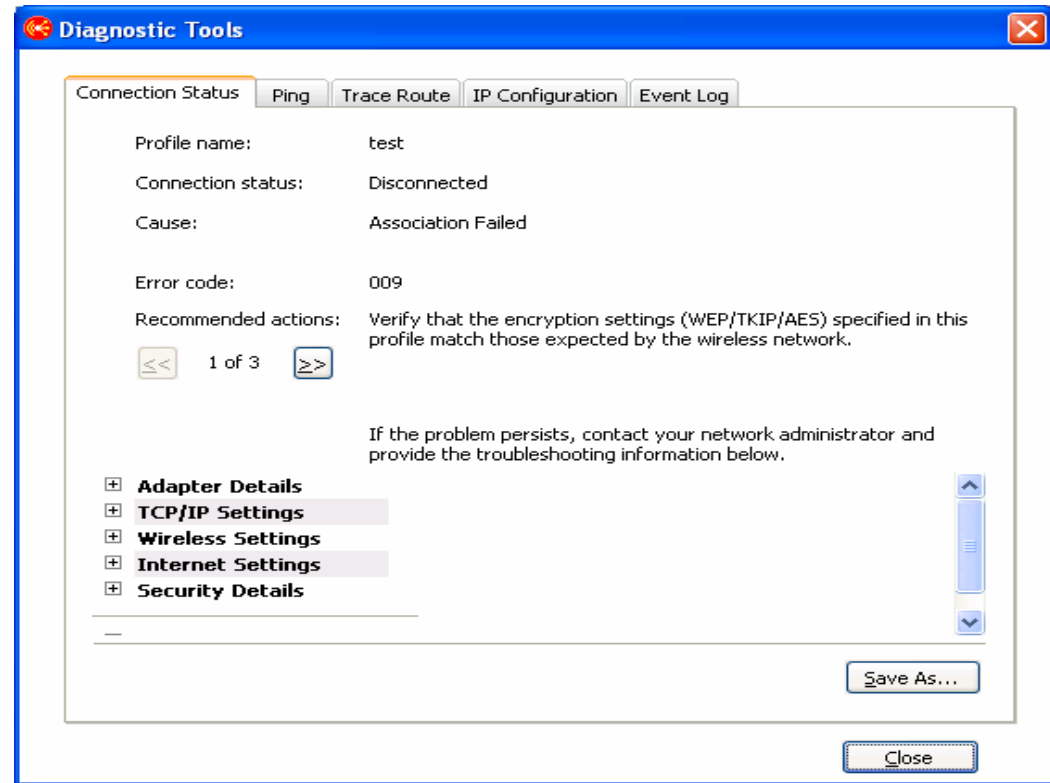 Diagnostic Tools
Connection Status Ping Trace Route IP Configuration Event Log
Profile name: test
Connection status: Disconnected
Cause: Association Failed
Error code: 009
Recommended actions: Verify that the encryption settings (WEP/TKIP/AES) specified in this
profile match those expected by the wireless network.
<< 1 of 3 >>
If the problem persists, contact your network administrator and
provide the troubleshooting information below.
Adapter Details
TCP/IP Settings
Wireless Settings
Internet Settings
Security Details
Save As...
Close